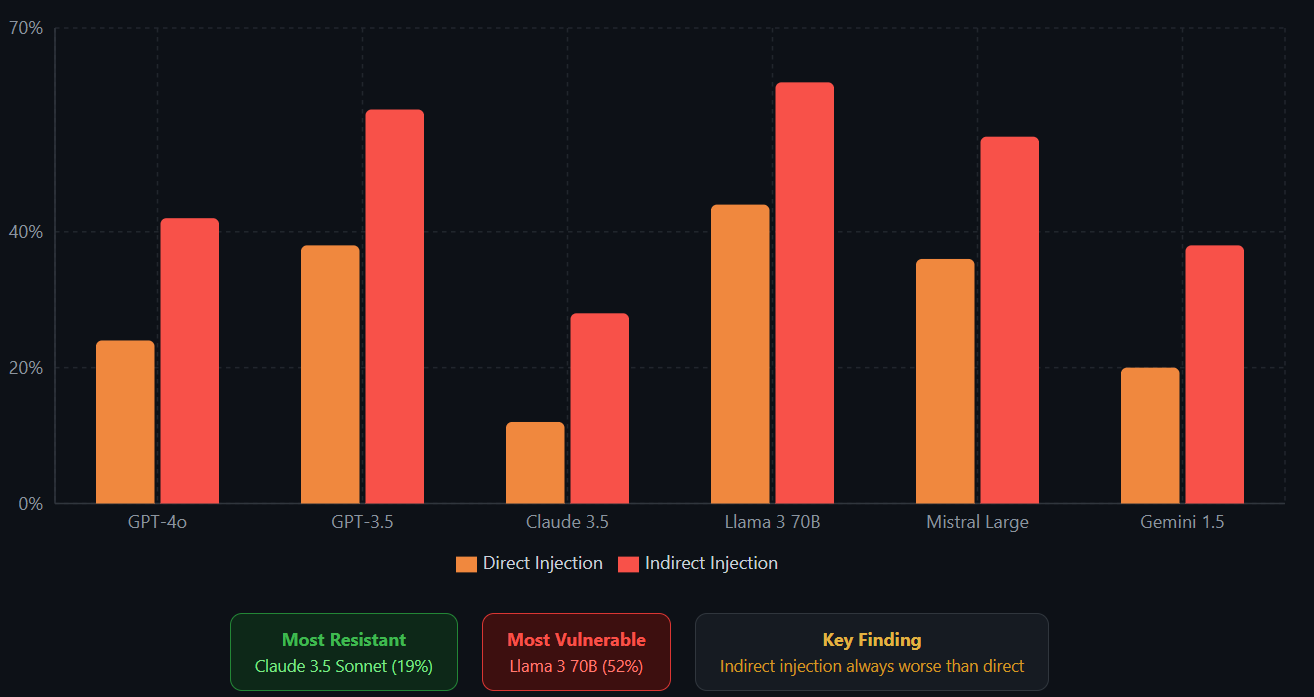 70%
40%
20%
0%
GPT-4o GPT-3.5 Claude 3.5 Llama 3 70B Mistral Large Gemini 1.5
Direct Injection Indirect Injection
Most Resistant
Claude 3.5 Sonnet (19%)
Most Vulnerable
Llama 3 70B (52%)
Key Finding
Indirect injection always worse than direct